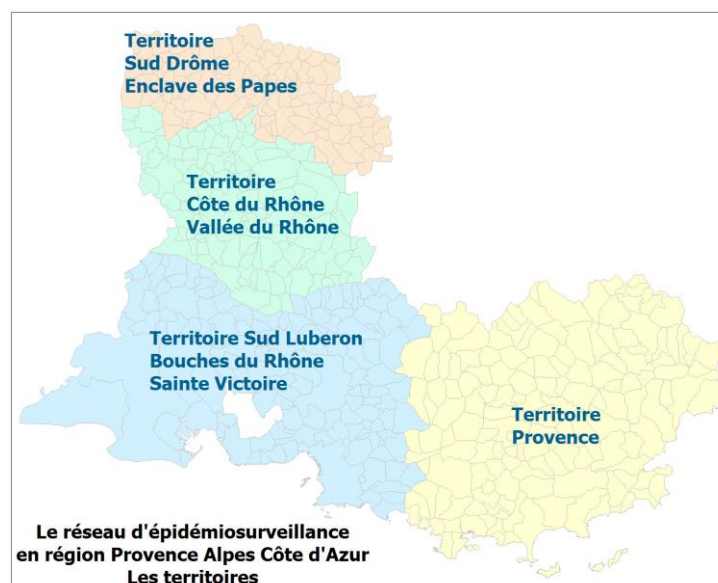 Territoire
Sud Drôme
Enclave des Papes
Territoire
Côte du Rhône
Vallée du Rhône
Territoire Sud Luberon
Bouches du Rhône
Sainte Victoire
Territoire
Provence
Le réseau d'épidémiosurveillance
en région Provence Alpes Côte d'Azur
Les territoires